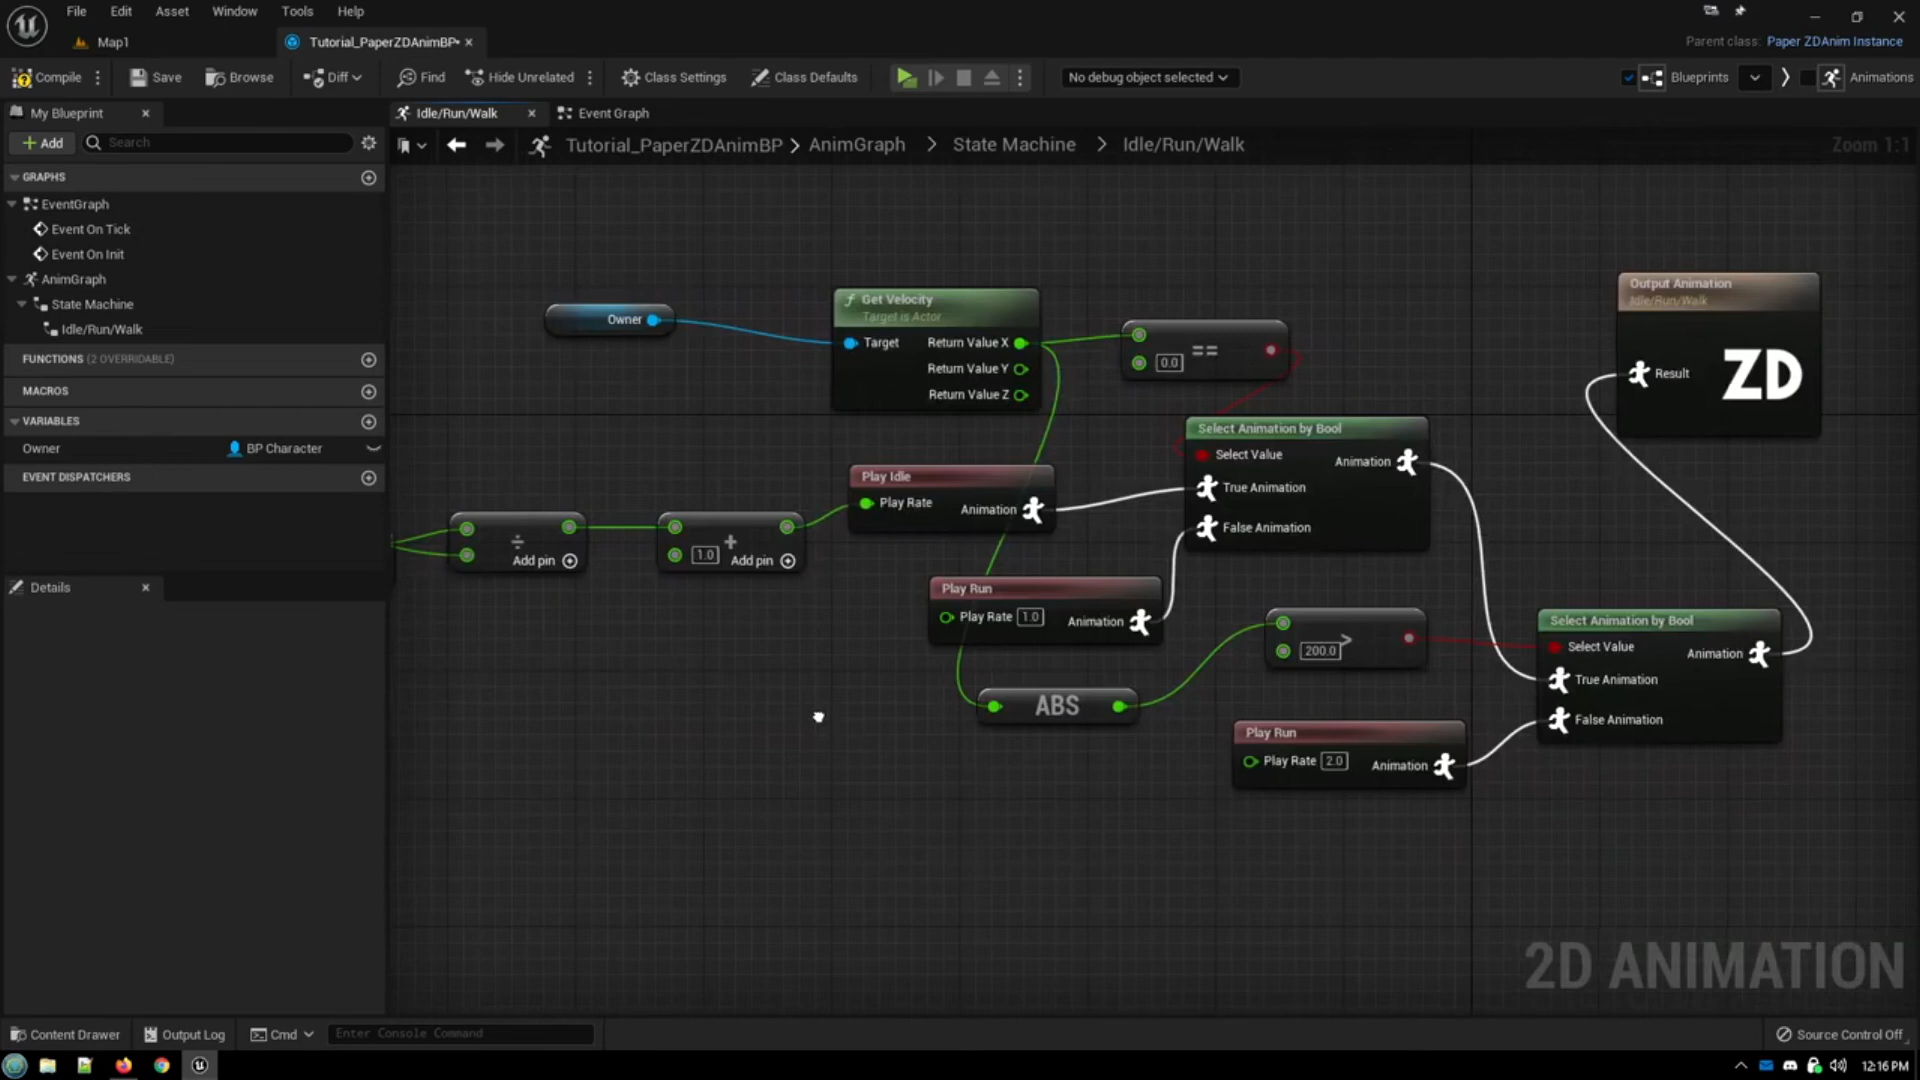 File Edit Asset Window Tools Help
Map1
Tutorial_PaperZDAnimBP•
Parent class: Paper ZDAnim Instance
Compile Save Browse Diff Find Hide Unrelated Class Settings Class Defaults No debug object selected Blueprints Animations
My Blueprint
Idle/Run/Walk Event Graph
Add Search
Tutorial_PaperZDAnimBP > AnimGraph > State Machine > Idle/Run/Walk Zoom 1:1
GRAPHS
EventGraph
Event On Tick
Event On Init
AnimGraph
State Machine
Idle/Run/Walk
FUNCTIONS (2 OVERRIDABLE)
MACROS
VARIABLES
Owner BP Character
EVENT DISPATCHERS
Details
Owner
f Get Velocity
Target is Actor
Target Return Value X
Return Value Y
Return Value Z
==
0.0
Output Animation
Idle/Run/Walk
Result ZD
Select Animation by Bool
Select Value Animation
True Animation
False Animation
Play Idle
Play Rate Animation
÷
Add pin
+
1.0 Add pin
Play Run
Play Rate 1.0 Animation
>
200.0
Select Animation by Bool
Select Value Animation
True Animation
False Animation
ABS
Play Run
Play Rate 2.0 Animation
2D ANIMATION
Content Drawer Output Log Cmd Enter Console Command Source Control Off
12:16 PM